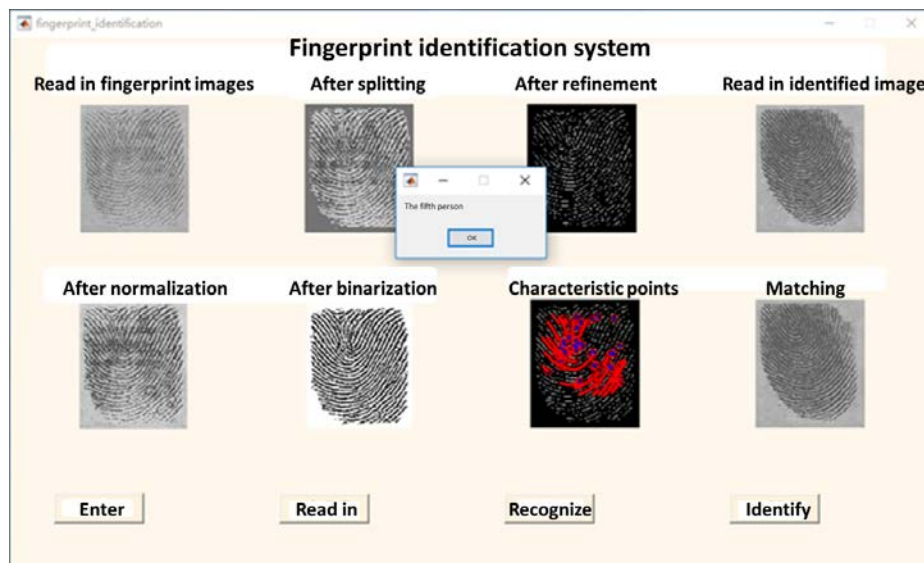 fingerprint_identification
Fingerprint identification system
Read in fingerprint images
After splitting
After refinement
Read in identified image
The fifth person
OK
After normalization
After binarization
Characteristic points
Matching
Enter
Read in
Recognize
Identify